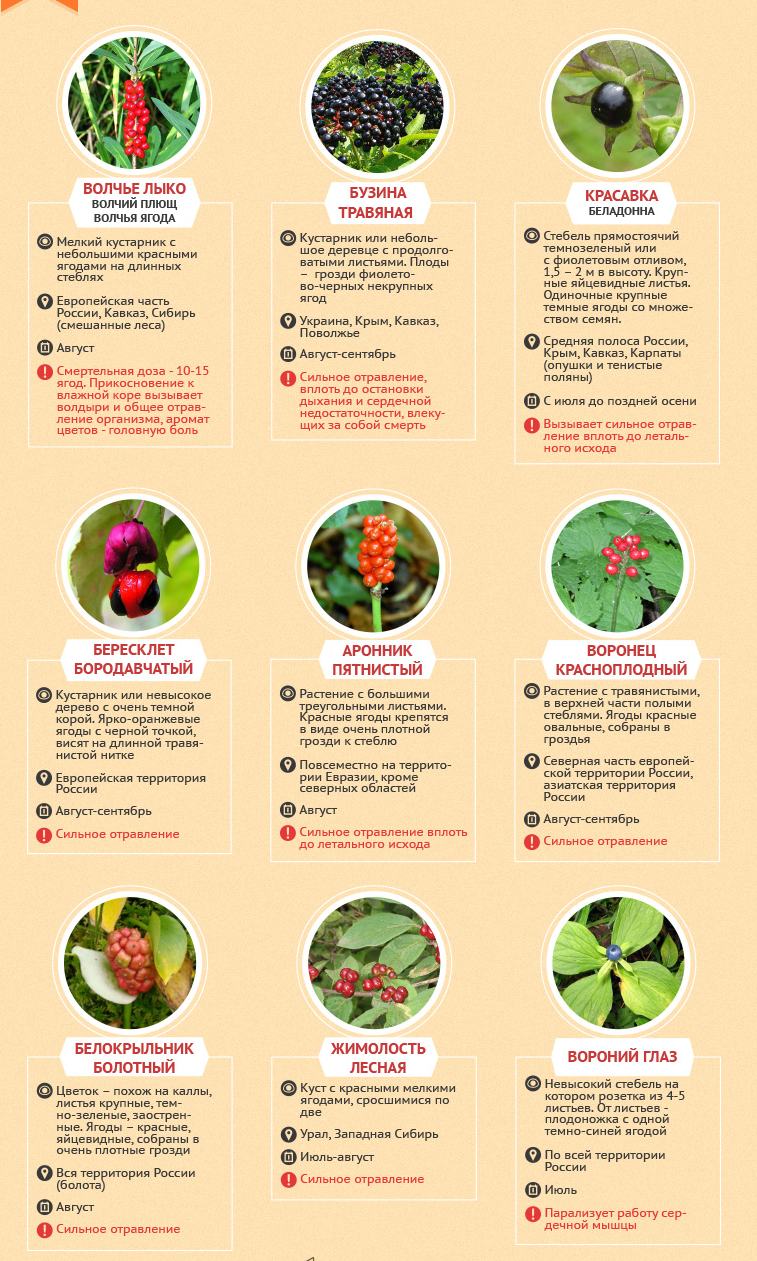 ВОЛЧЬЕ ЛЫКО
ВОЛЧИЙ ПЛЮЩ
ВОЛЧЬЯ ЯГОДА
Мелкий кустарник с
небольшими красными
ягодами на длинных
стеблях
Европейская часть
России, Кавказ, Сибирь
(смешанные леса)
Август
Смертельная доза - 10-15
ягод. Прикосновение к
влажной коре вызывает
волдыри и общее отрав-
ление организма, аромат
цветов - головную боль
БУЗИНА
ТРАВЯНАЯ
Кустарник или неболь-
шое деревце с продолго-
ватыми листьями. Плоды
– грозди фиолето-
во-черных некрупных
ягод
Украина, Крым, Кавказ,
Поволжье
Август-сентябрь
Сильное отравление,
вплоть до остановки
дыхания и сердечной
недостаточности, влеку-
щих за собой смерть
КРАСАВКА
БЕЛАДОННА
Стебель прямостоячий
темнозеленый или
с фиолетовым отливом,
1,5 – 2 м в высоту. Круп-
ные яйцевидные листья.
Одиночные крупные
темные ягоды со множе-
ством семян.
Средняя полоса России,
Крым, Кавказ, Карпаты
(опушки и тенистые
поляны)
С июля до поздней осени
Вызывает сильное отрав-
ление вплоть до леталь-
ного исхода
БЕРЕСКЛЕТ
БОРОДАВЧАТЫЙ
Кустарник или невысокое
дерево с очень темной
корой. Ярко-оранжевые
ягоды с черной точкой,
висят на длинной травя-
нистой нитке
Европейская территория
России
Август-сентябрь
Сильное отравление
АРОННИК
ПЯТНИСТЫЙ
Растение с большими
треугольными листьями.
Красные ягоды крепятся
в виде очень плотной
грозди к стеблю
Повсеместно на террито-
рии Евразии, кроме
северных областей
Август
Сильное отравление вплоть
до летального исхода
ВОРОНЕЦ
КРАСНОПЛОДНЫЙ
Растение с травянистыми,
в верхней части полыми
стеблями. Ягоды красные
овальные, собраны в
гроздья
Северная часть европей-
ской территории России,
азиатская территория
России
Август-сентябрь
Сильное отравление
БЕЛОКРЫЛЬНИК
БОЛОТНЫЙ
Цветок – похож на каллы,
листья крупные, тем-
но-зеленые, заострен-
ные. Ягоды – красные,
яйцевидные, собраны в
очень плотные грозди
Вся территория России
(болота)
Август
Сильное отравление
ЖИМОЛОСТЬ
ЛЕСНАЯ
Куст с красными мелкими
ягодами, сросшимися по
две
Урал, Западная Сибирь
Июль-август
Сильное отравление
ВОРОНИЙ ГЛАЗ
Невысокий стебель на
котором розетка из 4-5
листьев. От листьев -
плодоножка с одной
темно-синей ягодой
По всей территории
России
Июль
Парализует работу сер-
дечной мышцы